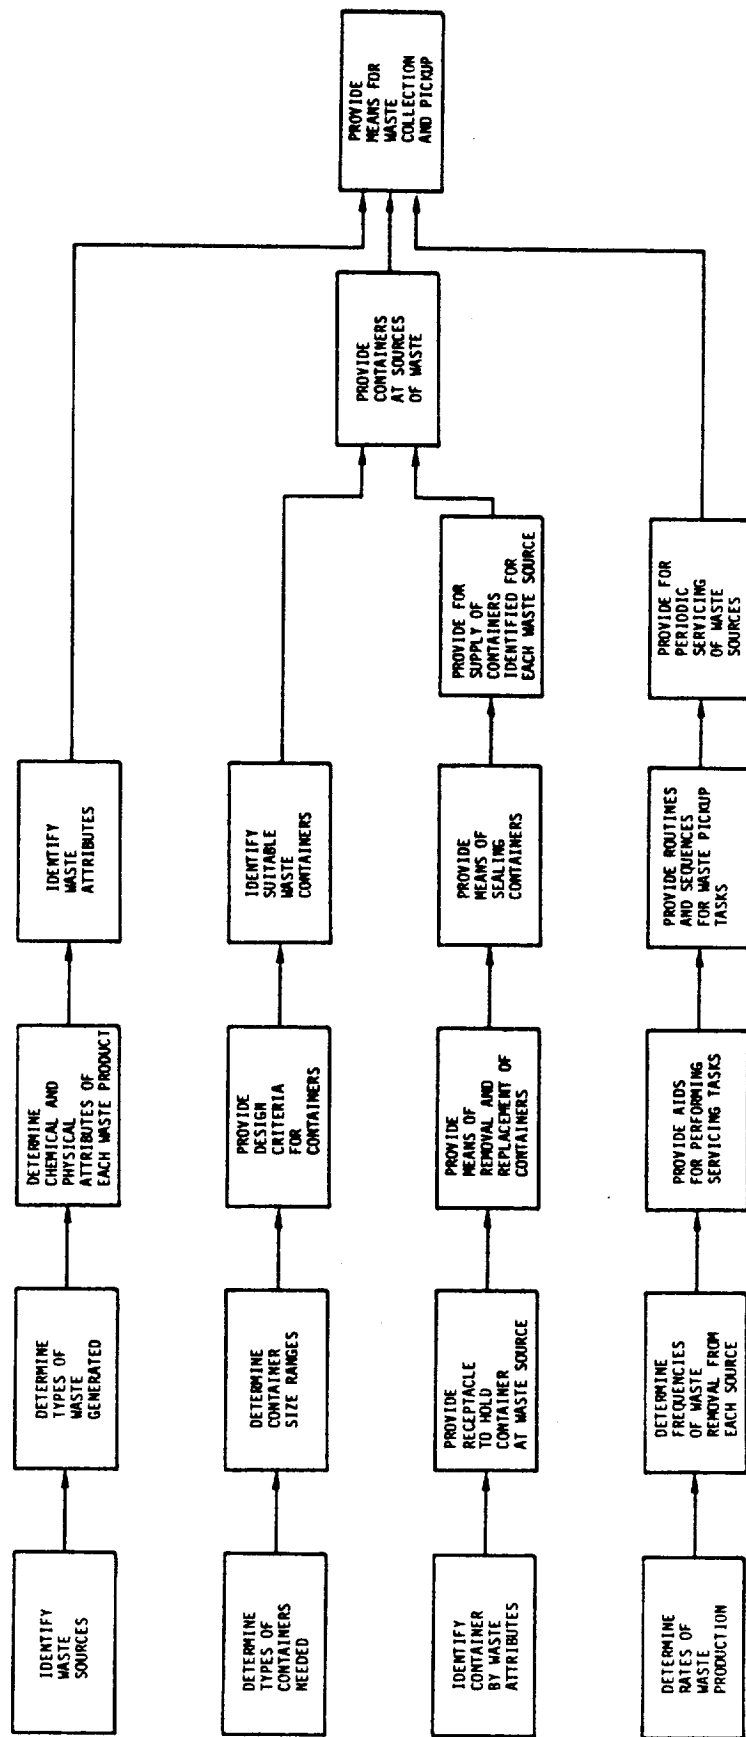 IDENTIFY
WASTE
SOURCES
DETERMINE
TYPES OF
WASTE
GENERATED
DETERMINE
CHEMICAL AND
PHYSICAL
ATTRIBUTES OF
EACH WASTE PRODUCT
IDENTIFY
WASTE
ATTRIBUTES
DETERMINE
TYPES OF
CONTAINERS
NEEDED
DETERMINE
CONTAINER
SIZE RANGES
PROVIDE
DESIGN
CRITERIA
FOR
CONTAINERS
IDENTIFY
SUITABLE
WASTE
CONTAINERS
IDENTIFY
CONTAINER
BY WASTE
ATTRIBUTES
PROVIDE
RECEPTACLE
TO HOLD
CONTAINER
AT WASTE SOURCE
PROVIDE
MEANS OF
REMOVAL AND
REPLACEMENT OF
CONTAINERS
PROVIDE
MEANS OF
SEALING
CONTAINERS
PROVIDE FOR
SUPPLY OF
CONTAINERS
IDENTIFIED FOR
EACH WASTE SOURCE
DETERMINE
RATES OF
WASTE
PRODUCTION
DETERMINE
FREQUENCIES
OF WASTE
REMOVAL FROM
EACH SOURCE
PROVIDE AIDS
FOR PERFORMING
SERVICING TASKS
PROVIDE ROUTINES
AND SEQUENCES
FOR WASTE PICKUP
TASKS
PROVIDE FOR
PERIODIC
SERVICING
OF WASTE
SOURCES
PROVIDE
CONTAINERS
AT SOURCES
OF WASTE
PROVIDE
MEANS FOR
WASTE
COLLECTION
AND PICKUP